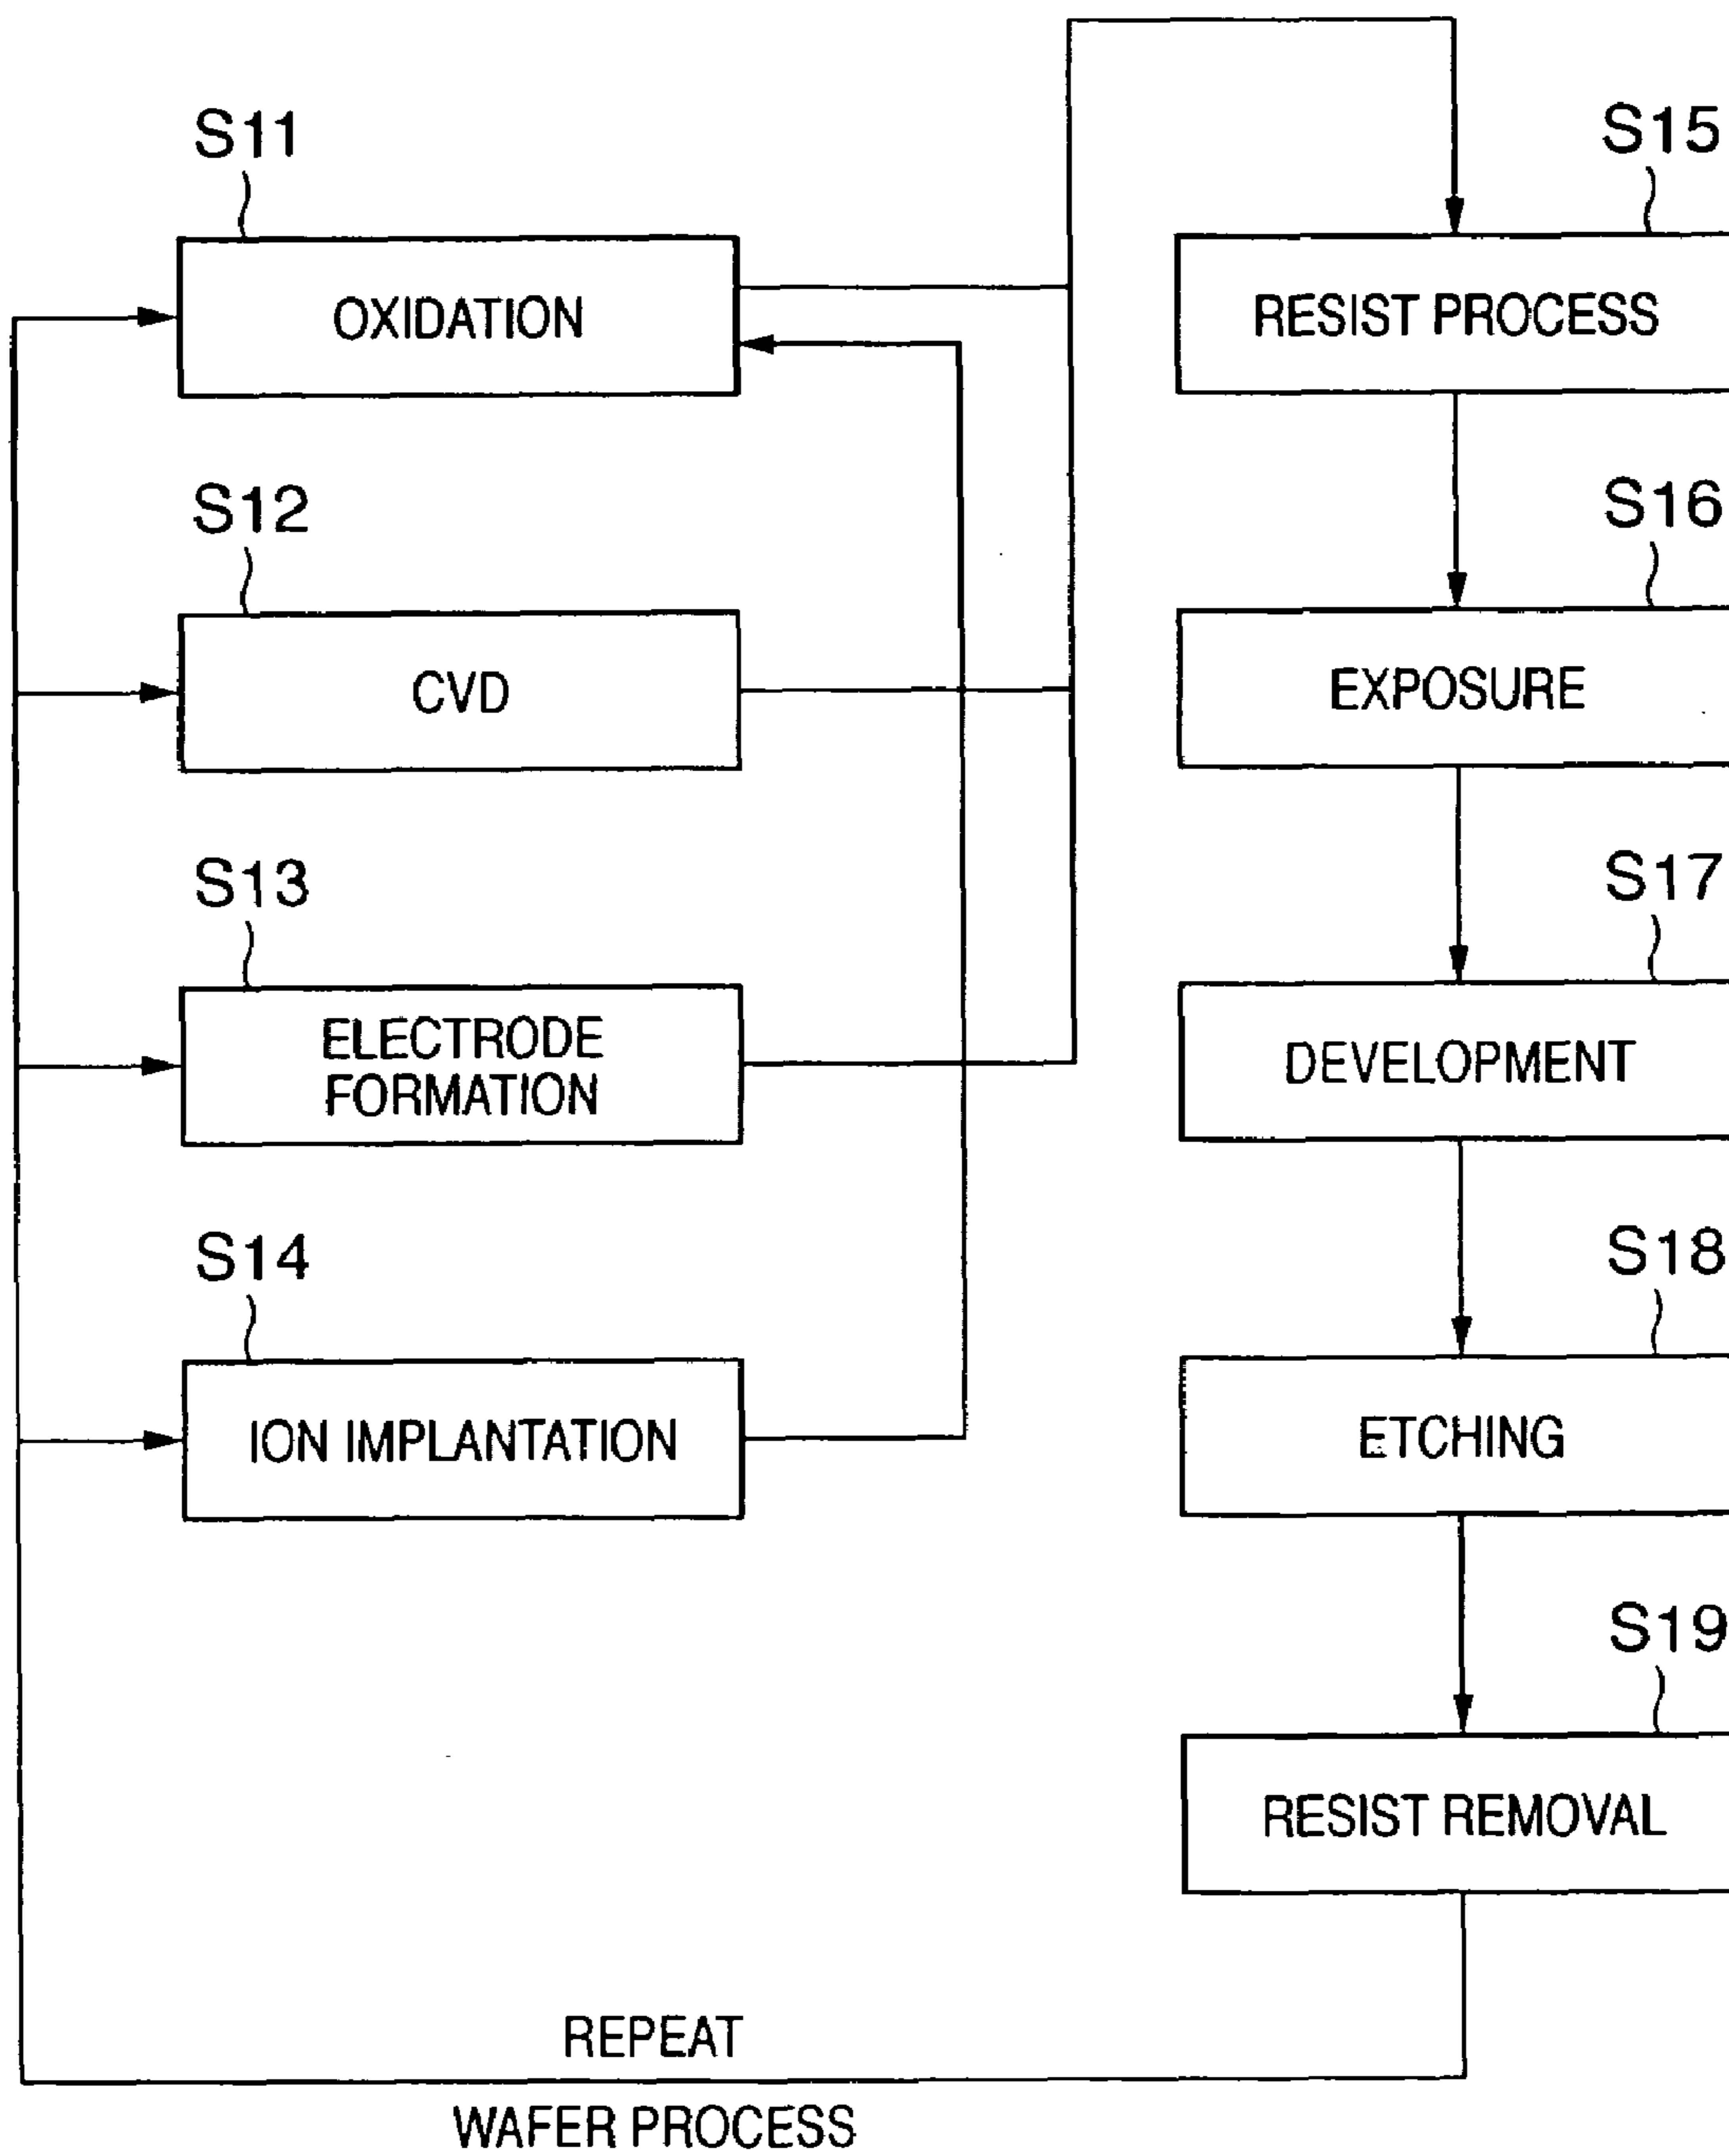 S11
OXIDATION
S12
CVD
S13
ELECTRODE
FORMATION
S14
ION IMPLANTATION
S15
RESIST PROCESS
S16
EXPOSURE
S17
DEVELOPMENT
S18
ETCHING
S19
RESIST REMOVAL
REPEAT
WAFER PROCESS